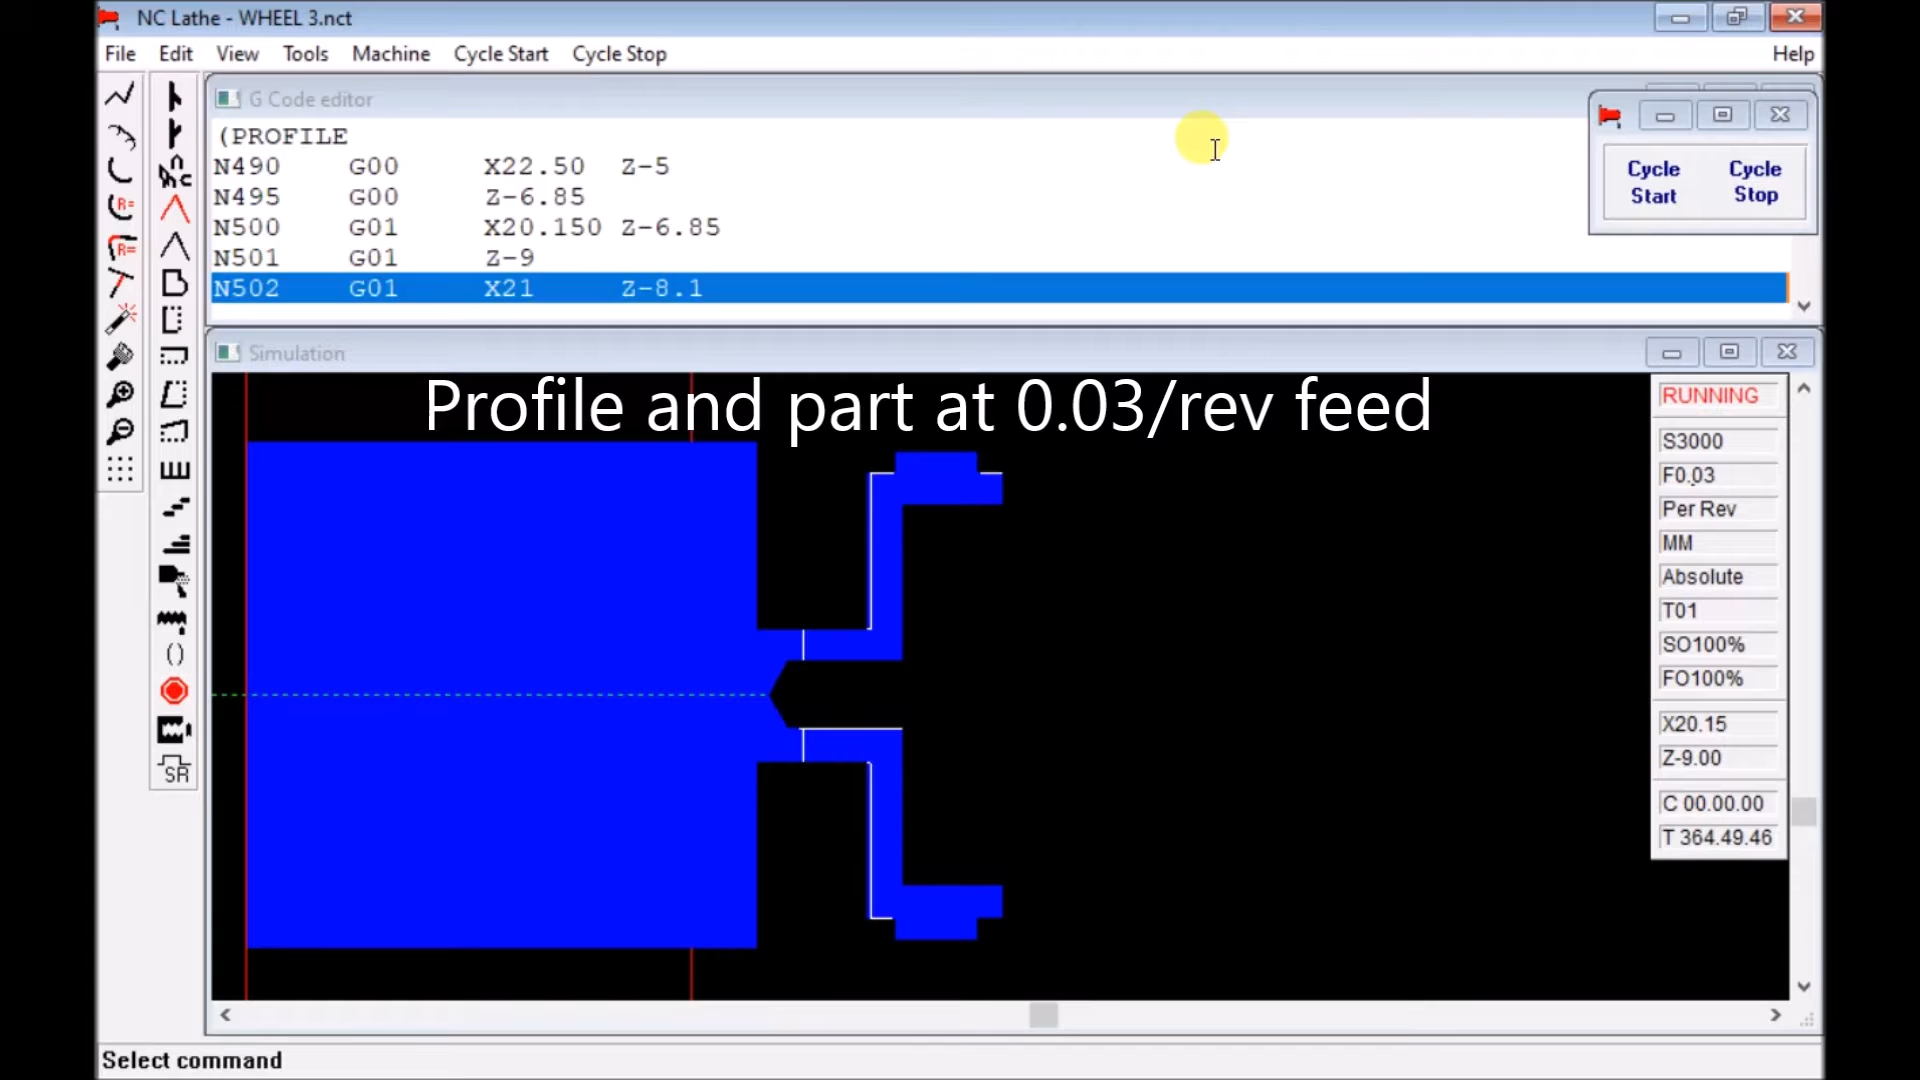 NC Lathe - WHEEL 3.nct
File Edit View Tools Machine Cycle Start Cycle Stop Help
G Code editor
(PROFILE
N490 G00 X22.50 Z-5
N495 G00 Z-6.85
N500 G01 X20.150 Z-6.85
N501 G01 Z-9
N502 G01 X21 Z-8.1
Cycle Start
Cycle Stop
Simulation
Profile and part at 0.03/rev feed
RUNNING
S3000
F0.03
Per Rev
MM
Absolute
T01
SO100%
FO100%
X20.15
Z-9.00
C 00.00.00
T 364.49.46
R=
R=
( )
SR
Select command